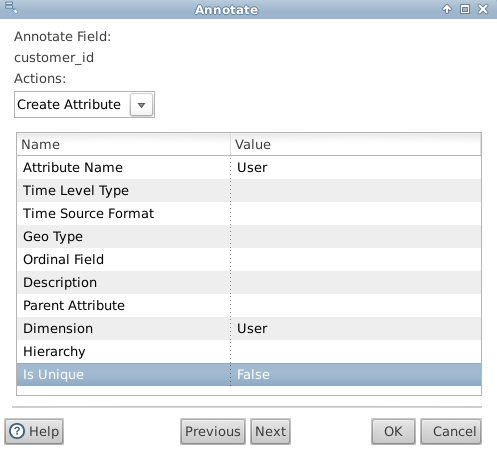 Annotate
Annotate Field:
customer_id
Actions:
Create Attribute
Name Value
Attribute Name User
Time Level Type
Time Source Format
Geo Type
Ordinal Field
Description
Parent Attribute
Dimension User
Hierarchy
Is Unique False
Help Previous Next OK Cancel